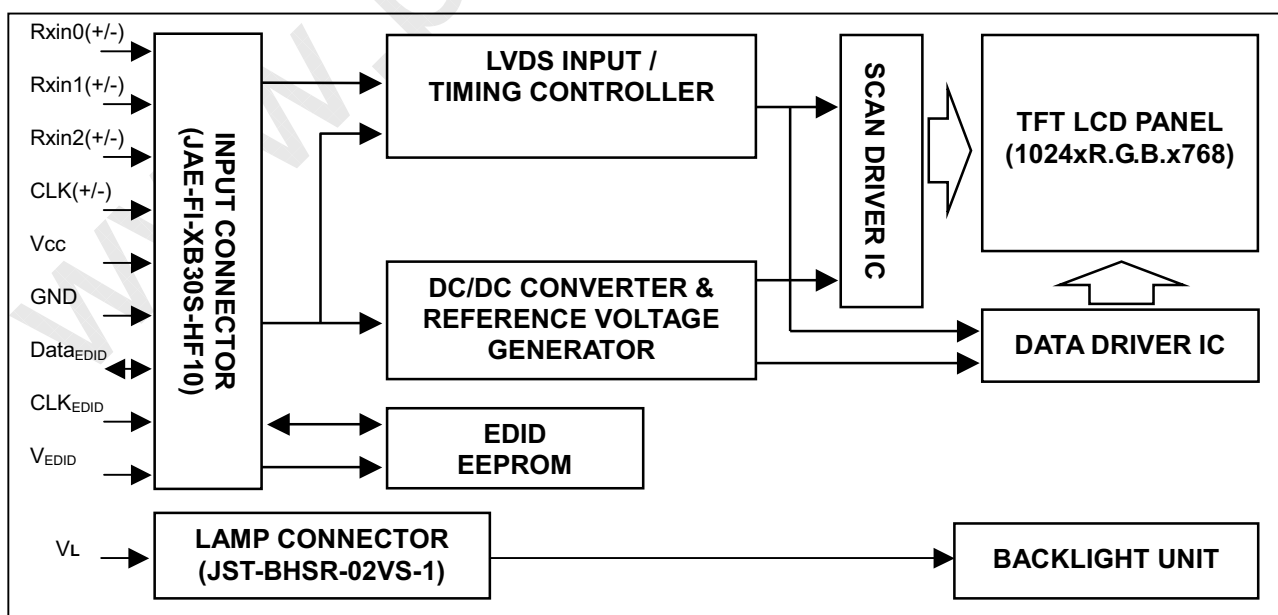 Rxin0(+/-)
Rxin1(+/-)
Rxin2(+/-)
CLK(+/-)
Vcc
GND
DataEDID
CLKEDID
VEDID
VL
INPUT CONNECTOR
(JAE-FI-XB30S-HF10)
LVDS INPUT /
TIMING CONTROLLER
DC/DC CONVERTER &
REFERENCE VOLTAGE
GENERATOR
EDID
EEPROM
LAMP CONNECTOR
(JST-BHSR-02VS-1)
SCAN DRIVER IC
TFT LCD PANEL
(1024xR.G.B.x768)
DATA DRIVER IC
BACKLIGHT UNIT